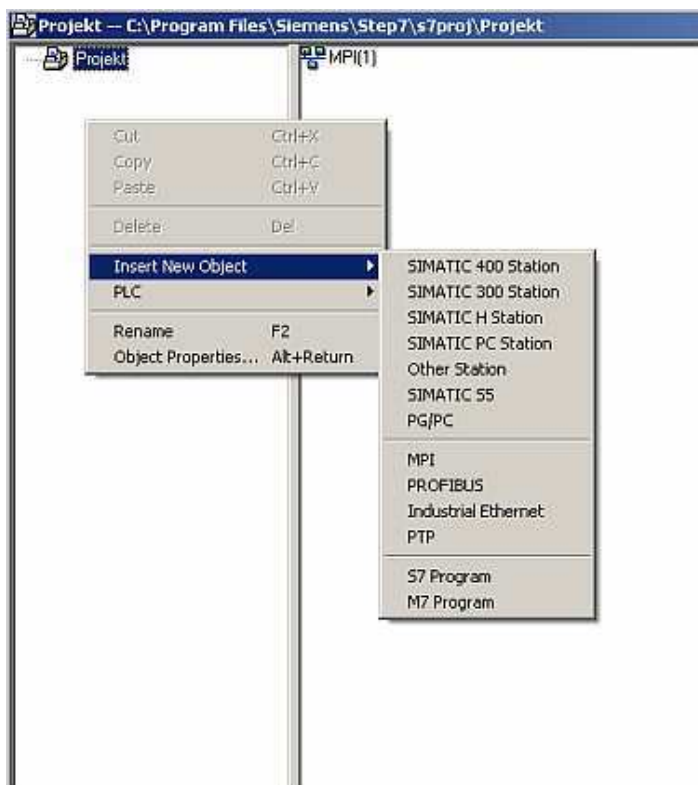 Projekt -- C:\Program Files\Siemens\Step7\s7proj\Projekt
Projekt
MPI(1)
Cut Ctrl+X
Copy Ctrl+C
Paste Ctrl+V
Delete Del
Insert New Object
PLC
Rename F2
Object Properties... Alt+Return
SIMATIC 400 Station
SIMATIC 300 Station
SIMATIC H Station
SIMATIC PC Station
Other Station
SIMATIC S5
PG/PC
MPI
PROFIBUS
Industrial Ethernet
PTP
S7 Program
M7 Program